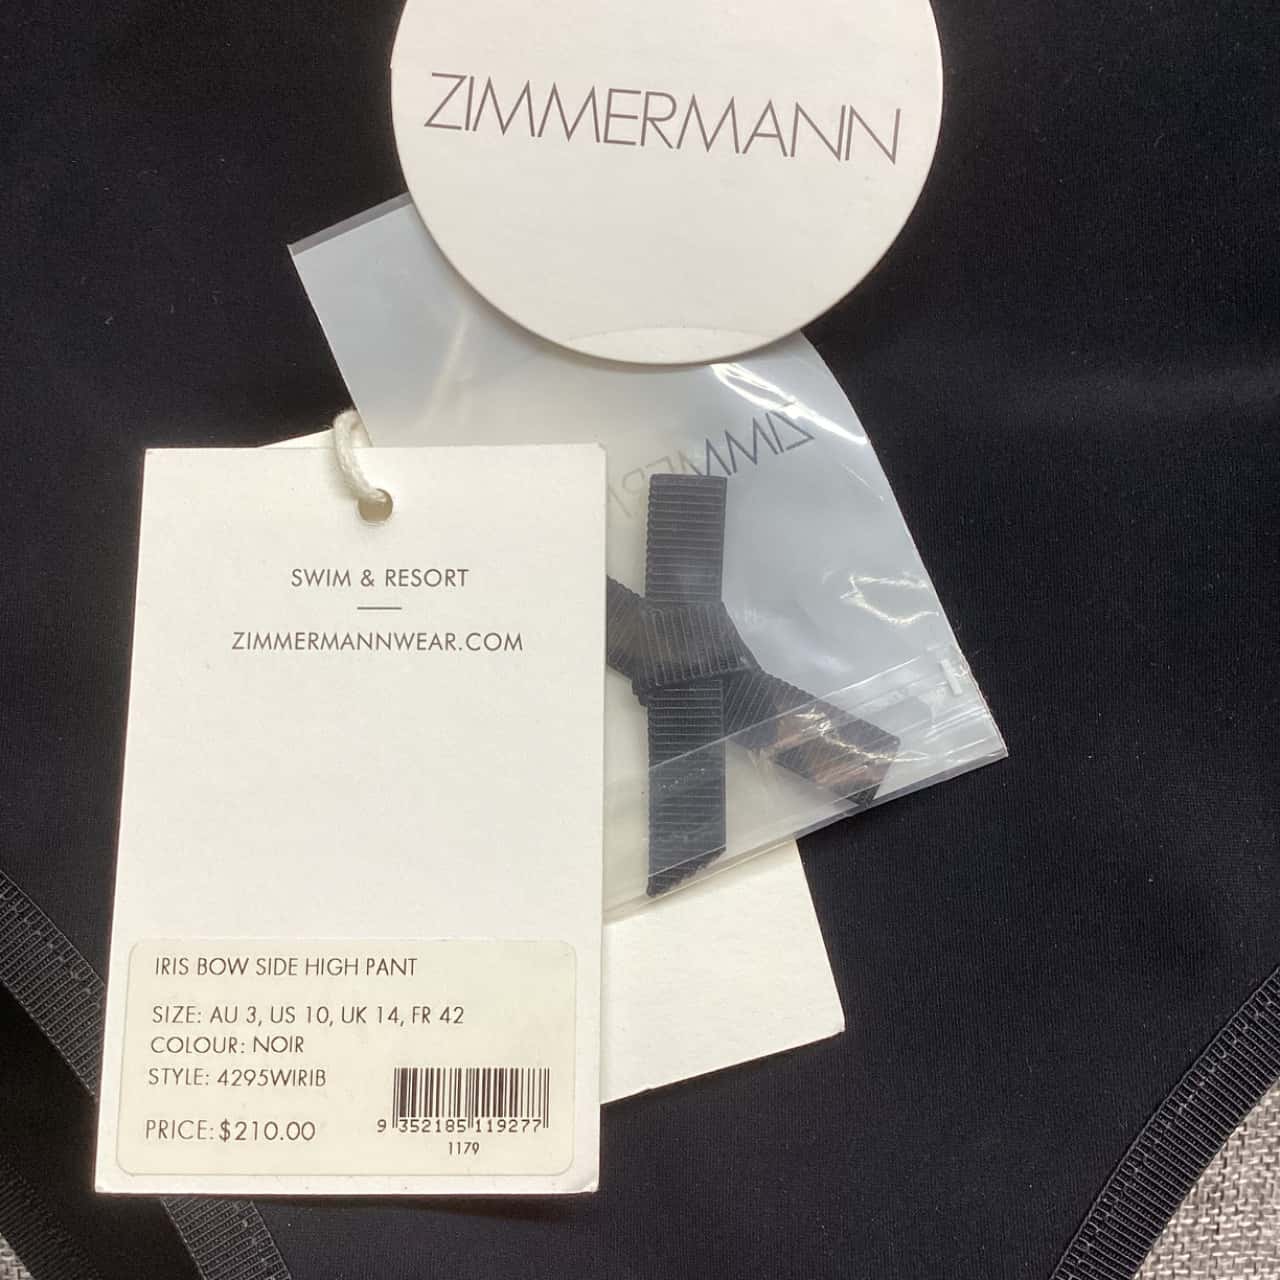 ZIMMERMANN
SWIM & RESORT
ZIMMERMANNWEAR.COM
IRIS BOW SIDE HIGH PANT
SIZE: AU 3, US 10, UK 14, FR 42
COLOUR: NOIR
STYLE: 4295WIRIB
PRICE: $210.00
9 352185 119277
1179